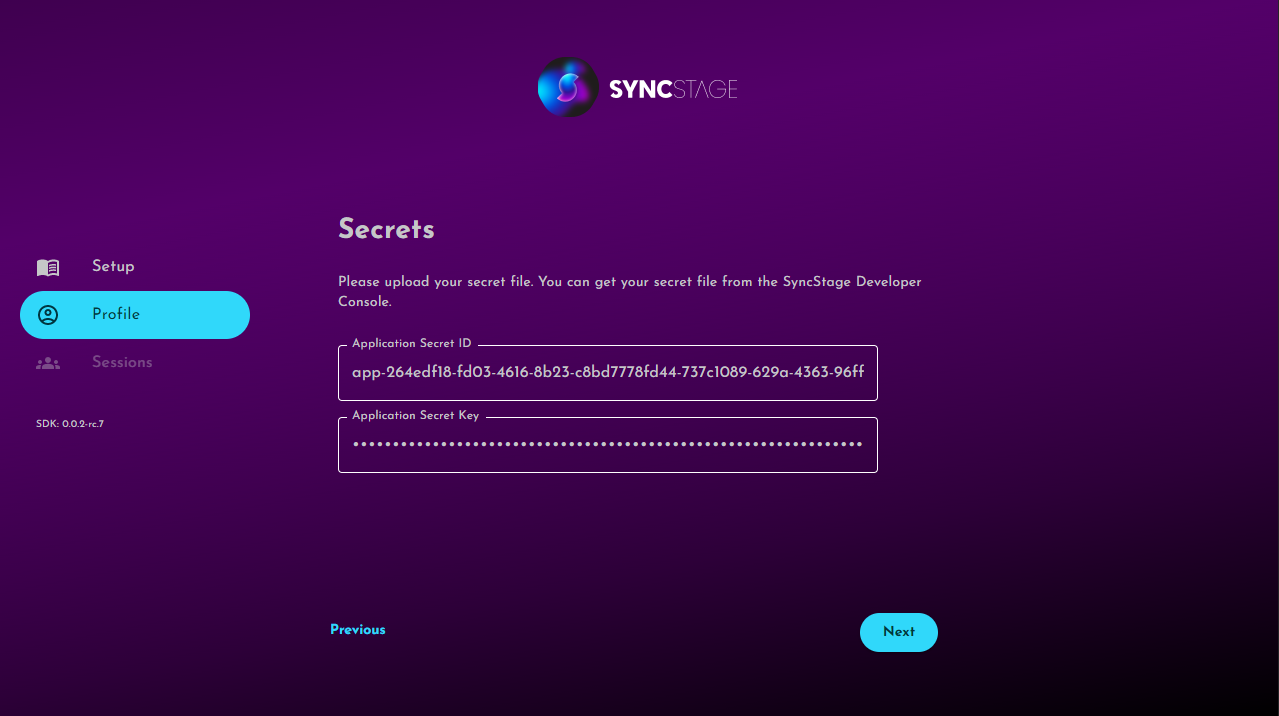 SYNCSTAGE
Secrets
Setup
Please upload your secret file. You can get your secret file from the SyncStage Developer
Console.
Profile
Application Secret ID
Sessions
app-264edf18-fd03-4616-8b23-c8bd7778fd44-737c1089-629a-4363-96ff
Application Secret Key
SDK: 0.0.2-rc.7
••••••••••••••••••••••••••••••••••••••••••••••••••••••••••••••••
Previous
Next